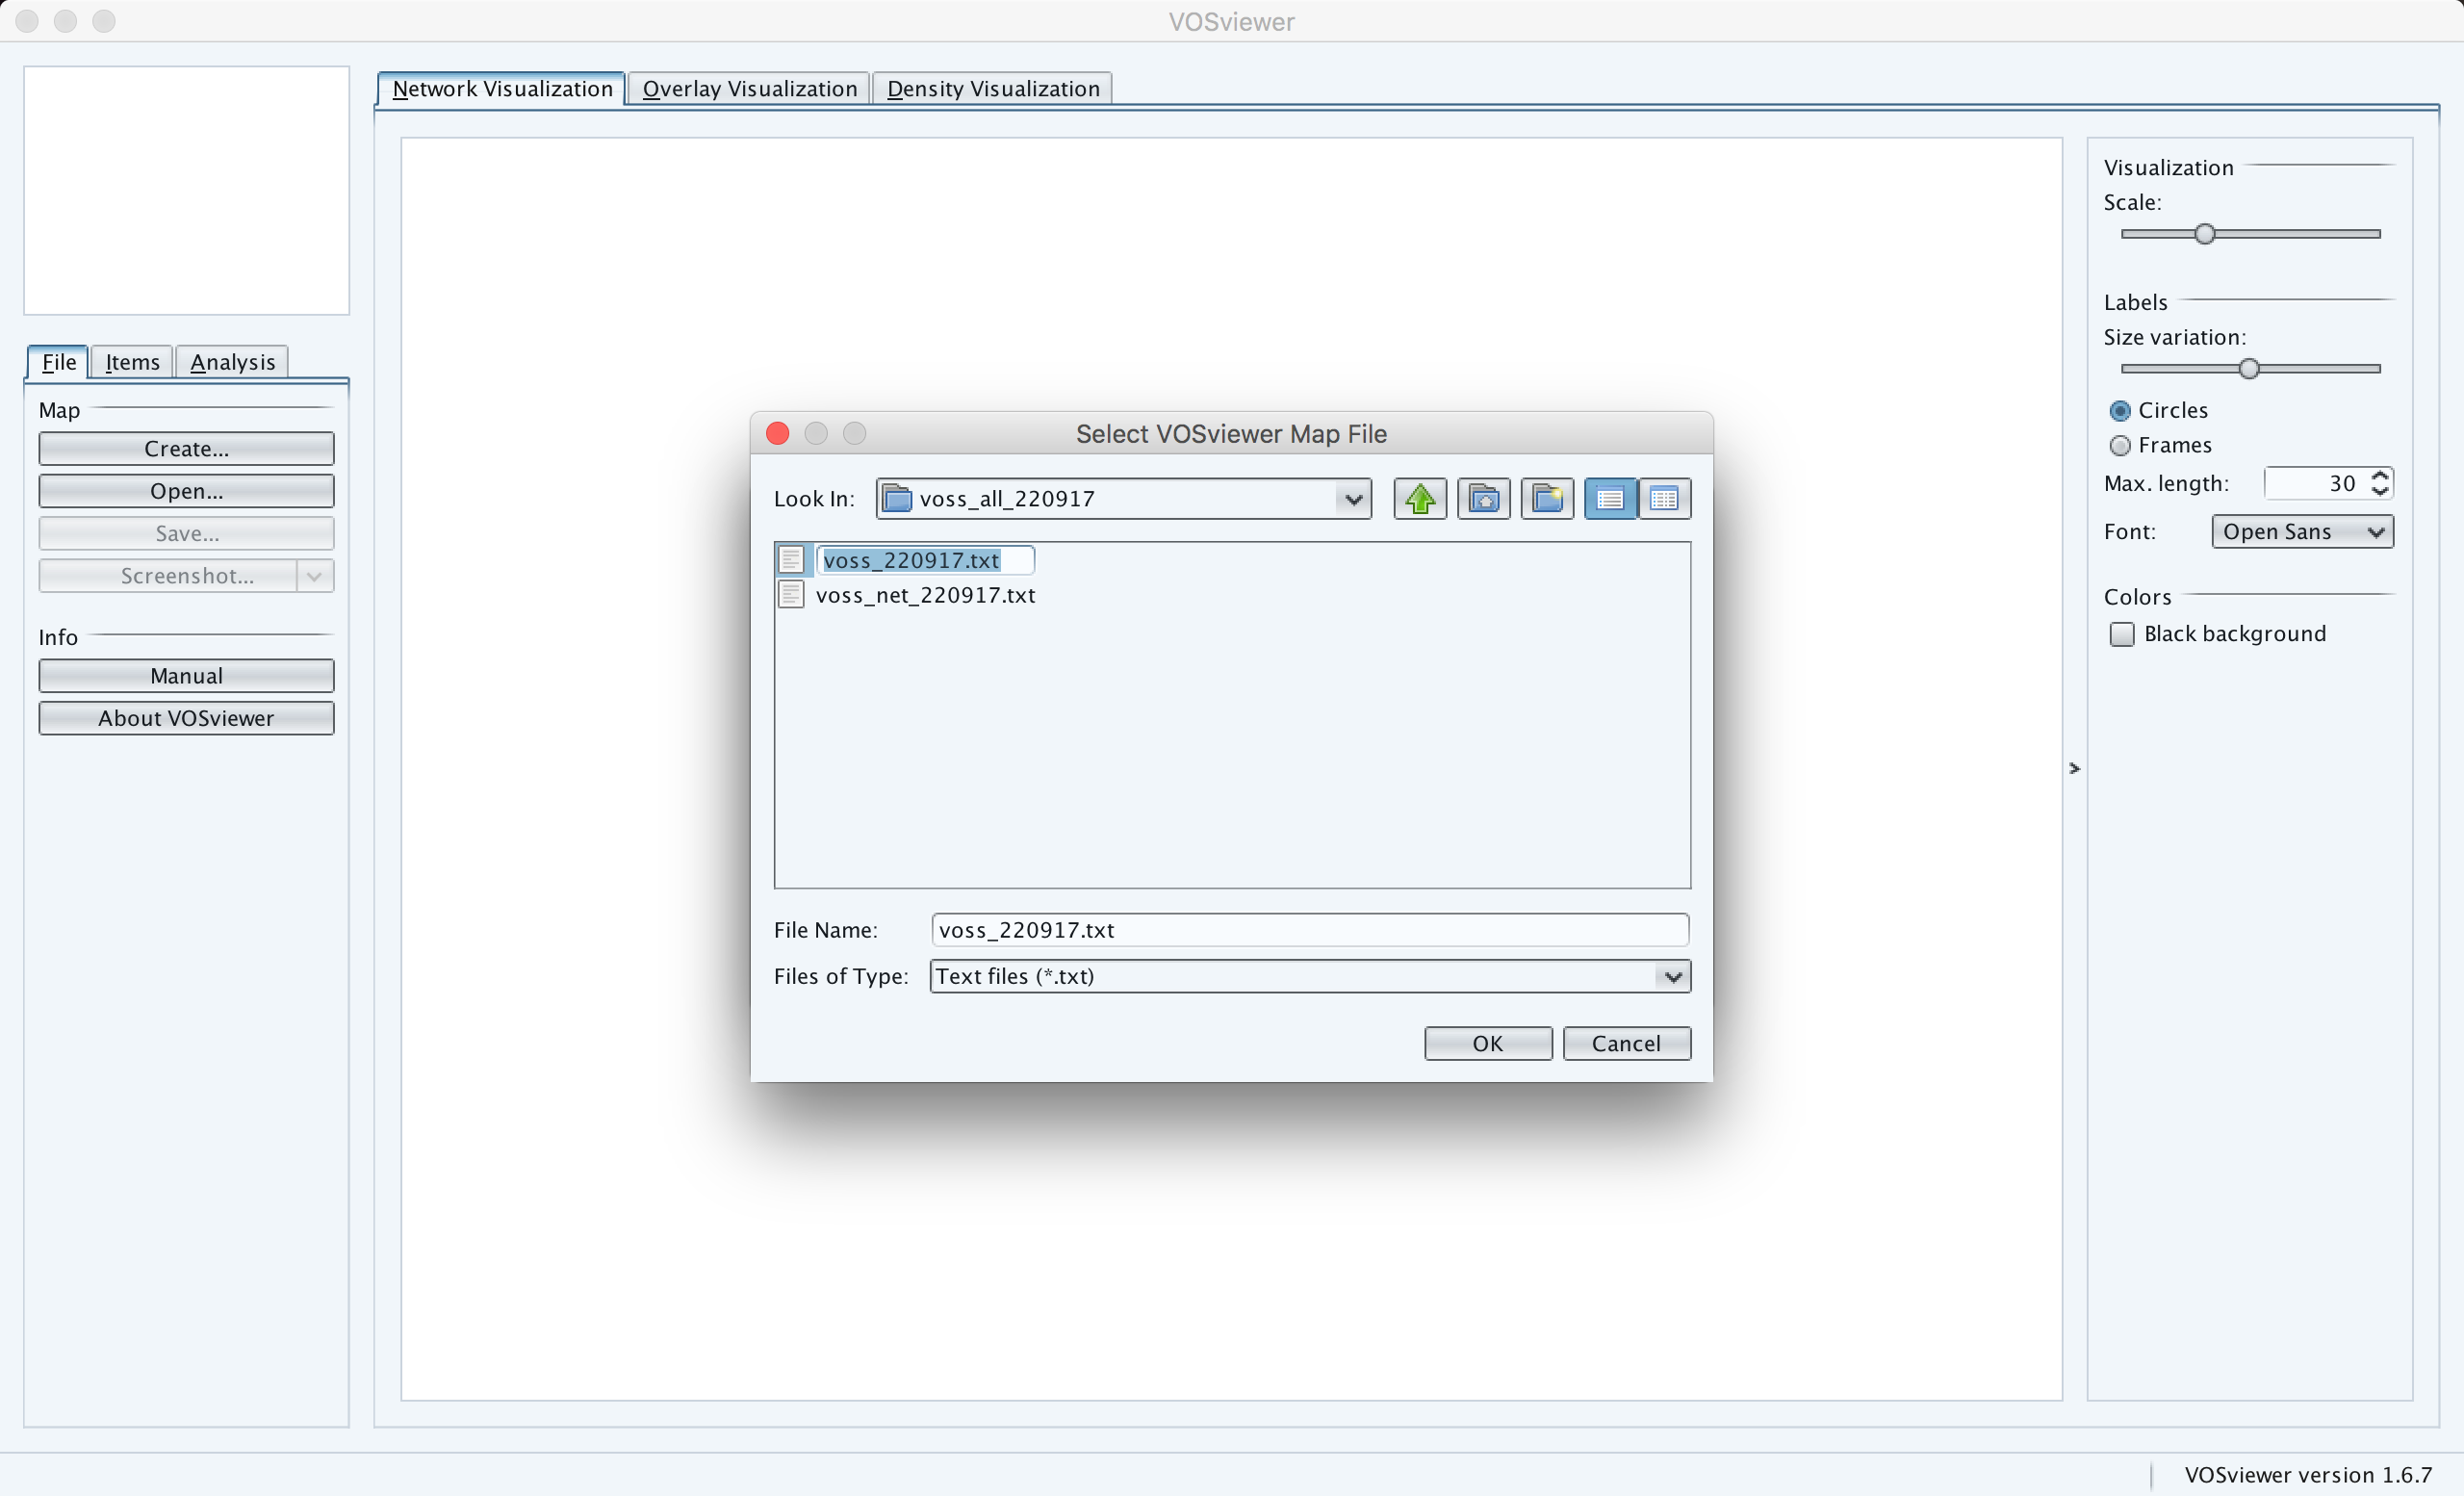 VOSviewer
Network Visualization
Overlay Visualization
Density Visualization
File
Items
Analysis
Map
Create...
Open...
Save...
Screenshot...
Info
Manual
About VOSviewer
Select VOSviewer Map File
Look In:
voss_all_220917
voss_220917.txt
voss_net_220917.txt
File Name:
voss_220917.txt
Files of Type:
Text files (*.txt)
OK
Cancel
>
Visualization
Scale:
Labels
Size variation:
Circles
Frames
Max. length:
30
Font:
Open Sans
Colors
Black background
VOSviewer version 1.6.7